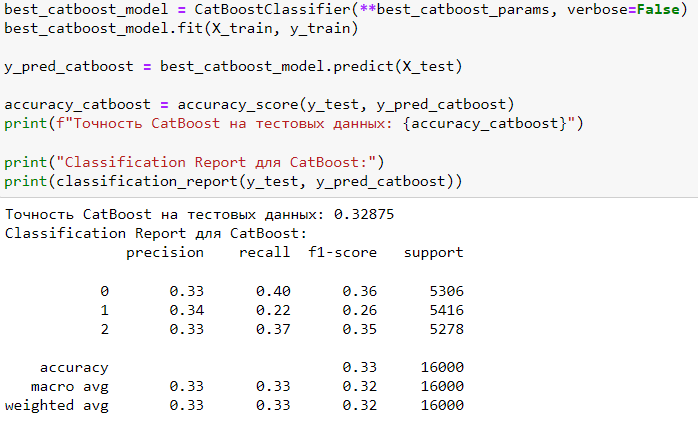 best_catboost_model = CatBoostClassifier(**best_catboost_params, verbose=False)
best_catboost_model.fit(X_train, y_train)
y_pred_catboost = best_catboost_model.predict(X_test)
accuracy_catboost = accuracy_score(y_test, y_pred_catboost)
print(f"Точность CatBoost на тестовых данных: {accuracy_catboost}")
print("Classification Report для CatBoost:")
print(classification_report(y_test, y_pred_catboost))
Точность CatBoost на тестовых данных: 0.32875
Classification Report для CatBoost:
precision recall f1-score support
0 0.33 0.40 0.36 5306
1 0.34 0.22 0.26 5416
2 0.33 0.37 0.35 5278
accuracy 0.33 16000
macro avg 0.33 0.33 0.32 16000
weighted avg 0.33 0.33 0.32 16000